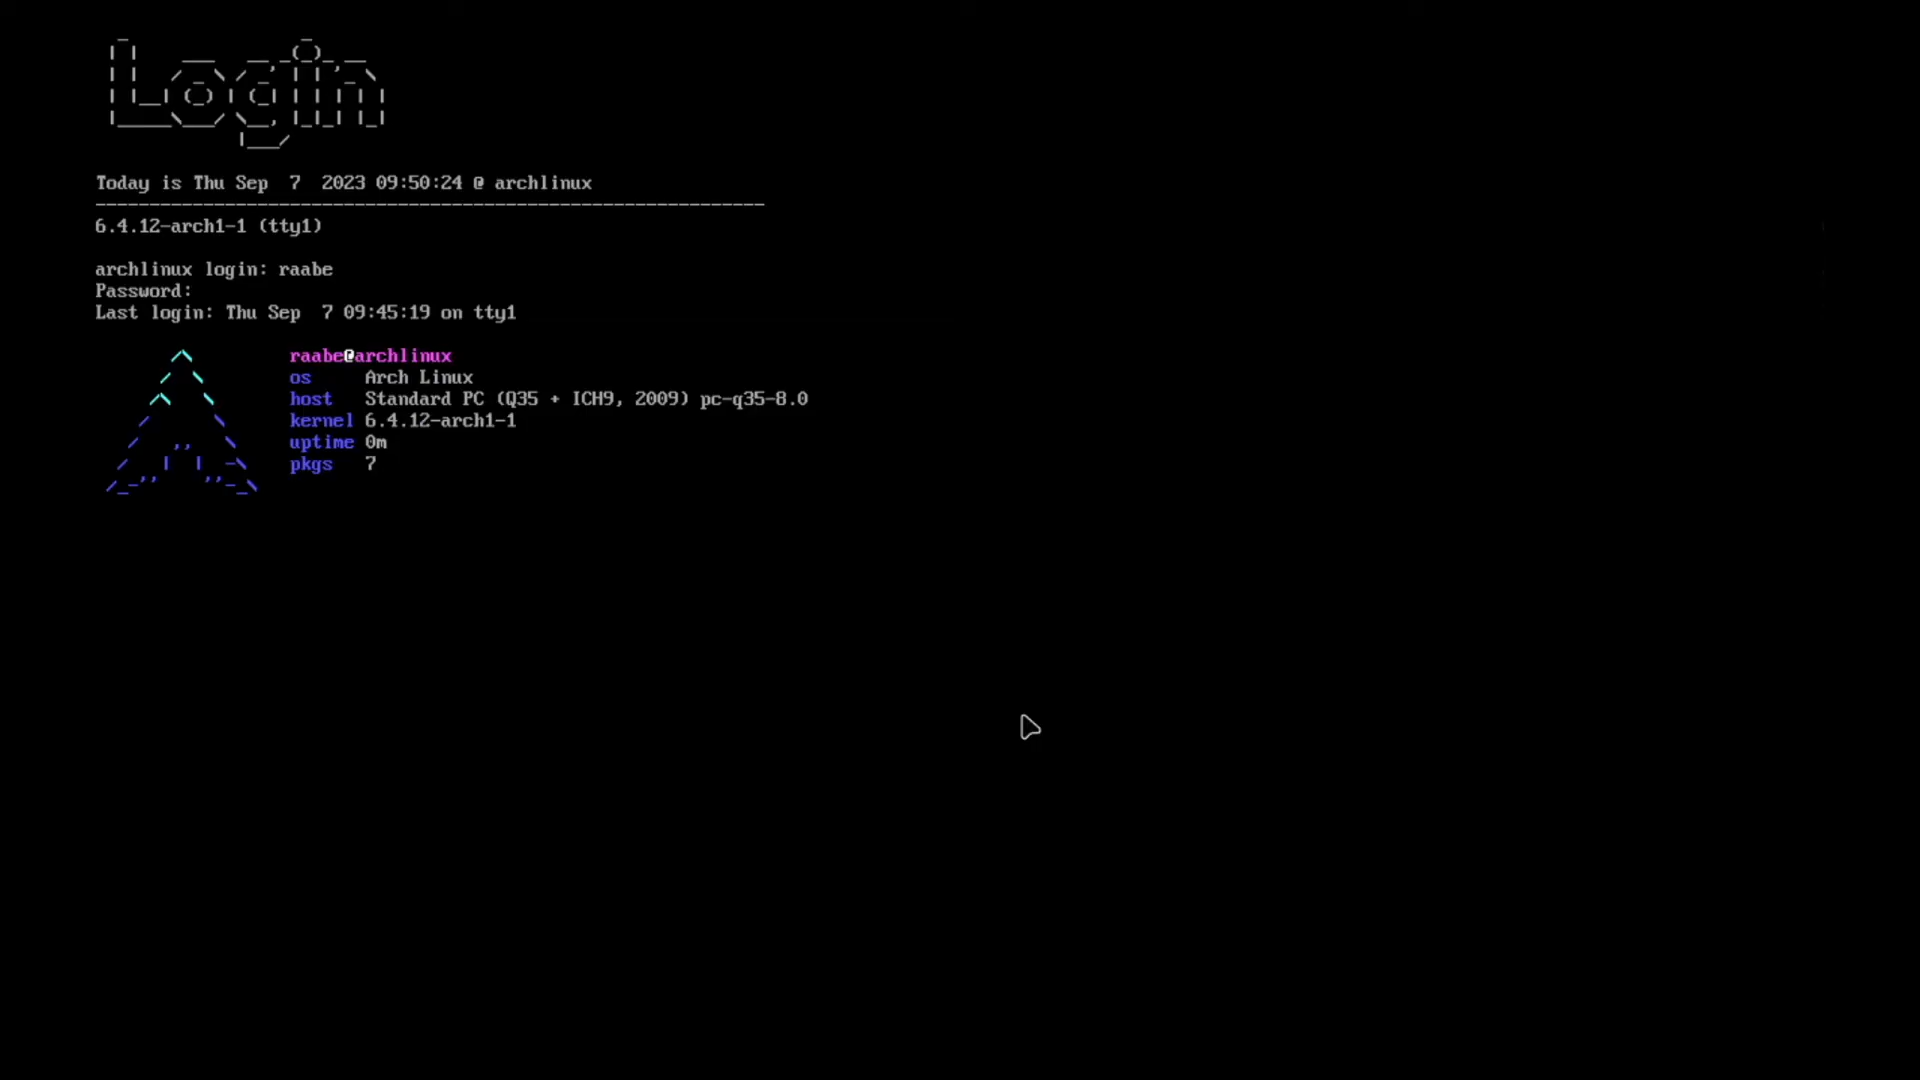 Login
Today is Thu Sep  7  2023 09:50:24 @ archlinux
6.4.12-arch1-1 (tty1)
archlinux login: raabe
Password:
Last login: Thu Sep  7 09:45:19 on tty1
raabe@archlinux
os     Arch Linux
host   Standard PC (Q35 + ICH9, 2009) pc-q35-8.0
kernel 6.4.12-arch1-1
uptime 0m
pkgs   7